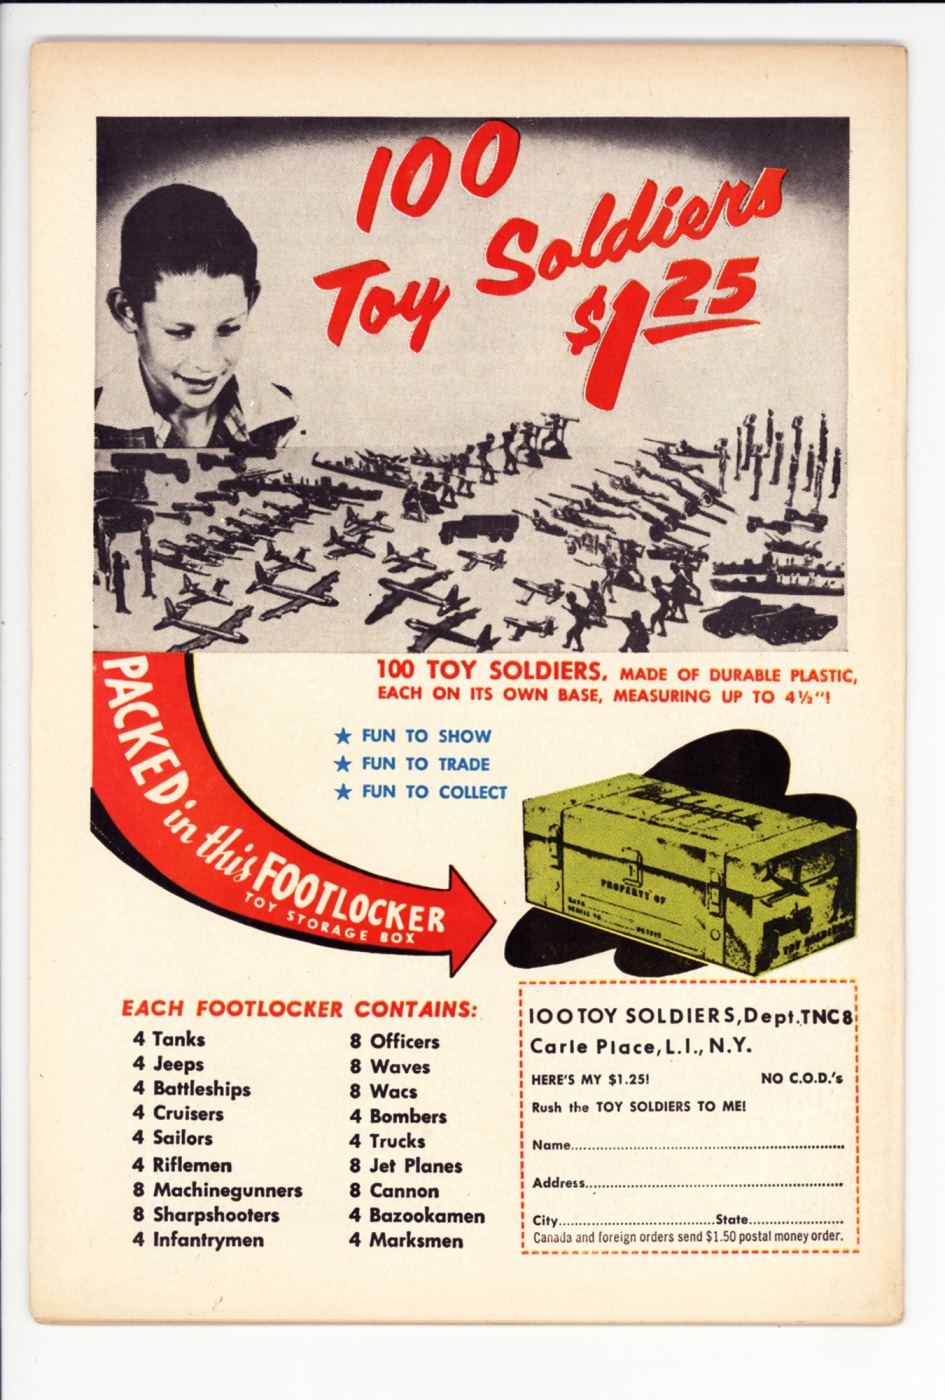 100
Toy Soldiers
$1 25
100 TOY SOLDIERS, MADE OF DURABLE PLASTIC,
EACH ON ITS OWN BASE, MEASURING UP TO 4½"!
PACKED in this FOOTLOCKER
TOY STORAGE BOX
★ FUN TO SHOW
★ FUN TO TRADE
★ FUN TO COLLECT
PROPERTY OF
TOY SOLDIERS
EACH FOOTLOCKER CONTAINS:
4 Tanks
4 Jeeps
4 Battleships
4 Cruisers
4 Sailors
4 Riflemen
8 Machinegunners
8 Sharpshooters
4 Infantrymen
8 Officers
8 Waves
8 Wacs
4 Bombers
4 Trucks
8 Jet Planes
8 Cannon
4 Bazookamen
4 Marksmen
100 TOY SOLDIERS, Dept. TNC8
Carle Place, L.I., N.Y.
HERE'S MY $1.25! NO C.O.D.'s
Rush the TOY SOLDIERS TO ME!
Name
Address
City State
Canada and foreign orders send $1.50 postal money order.